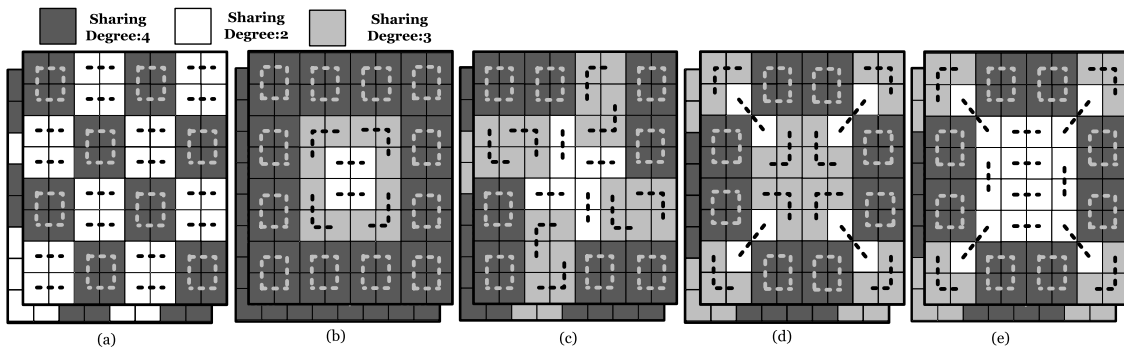 Sharing
Degree:4
Sharing
Degree:2
Sharing
Degree:3
(a)
(b)
(c)
(d)
(e)